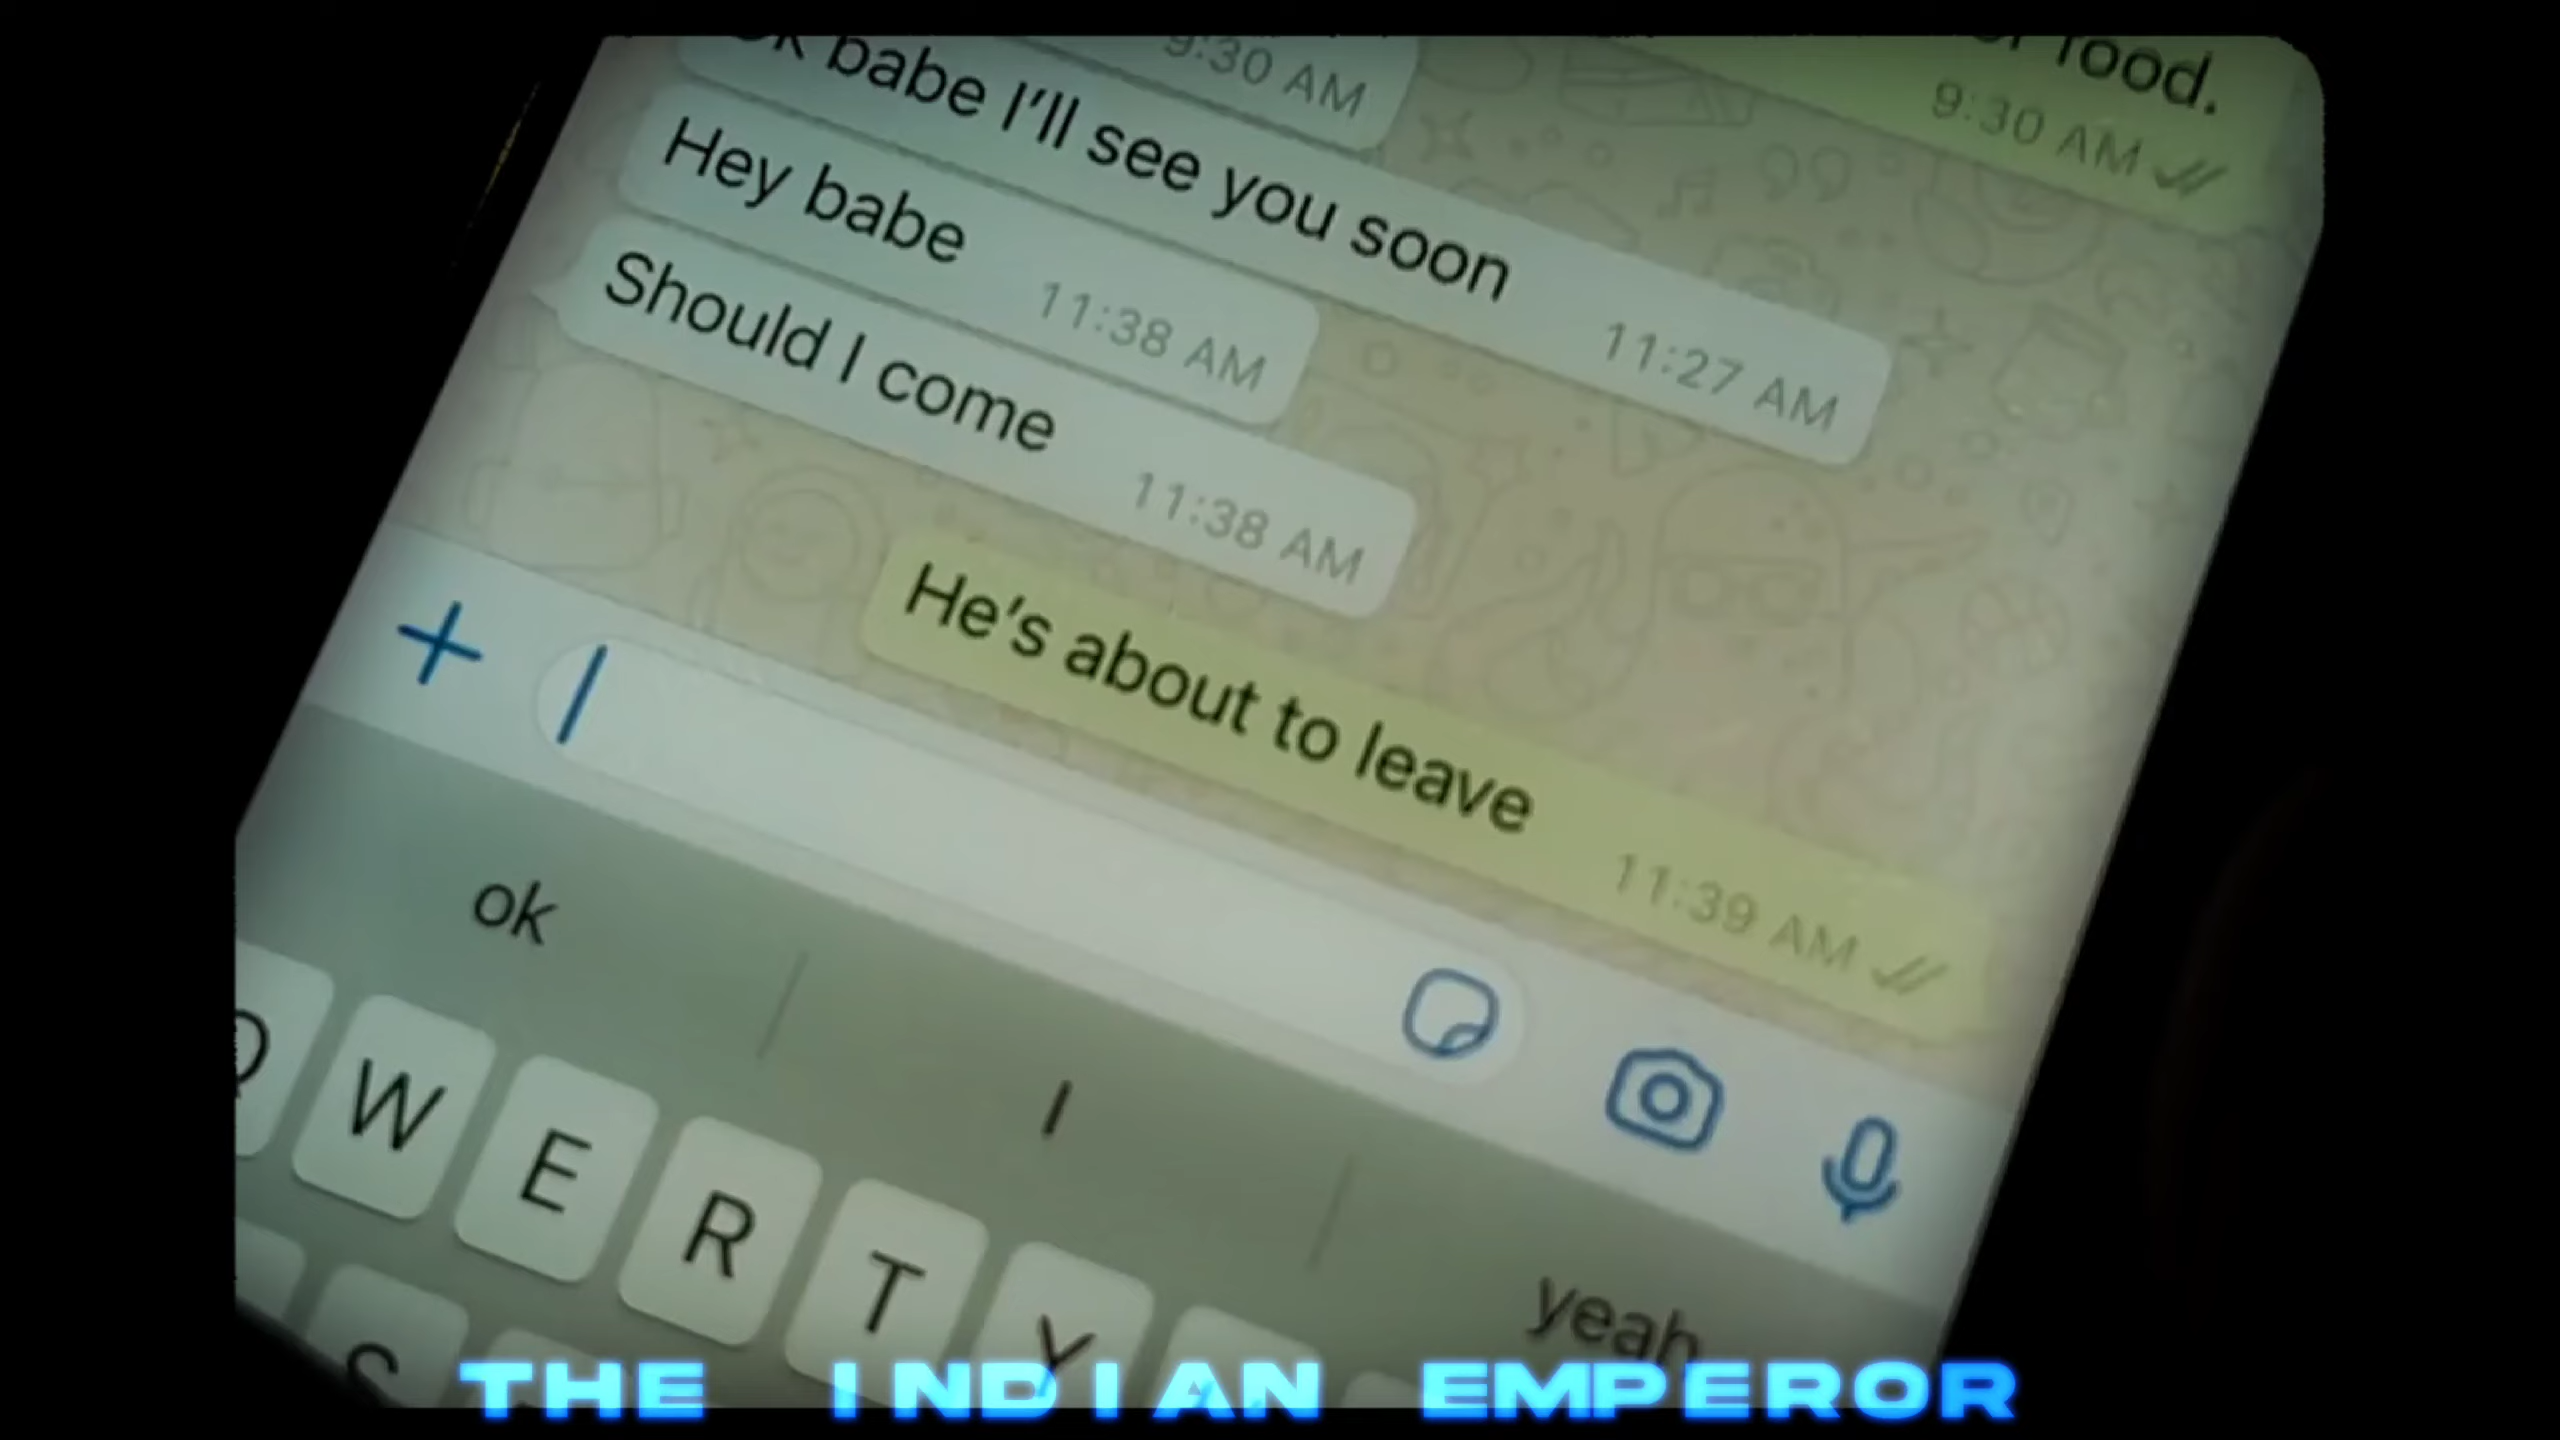 food.
9:30 AM
9:30 AM
babe I'll see you soon
11:27 AM
Hey babe
11:38 AM
Should I come
11:38 AM
He's about to leave
11:39 AM
ok
I
yeah
Q W E R T Y
S
THE INDIAN EMPEROR